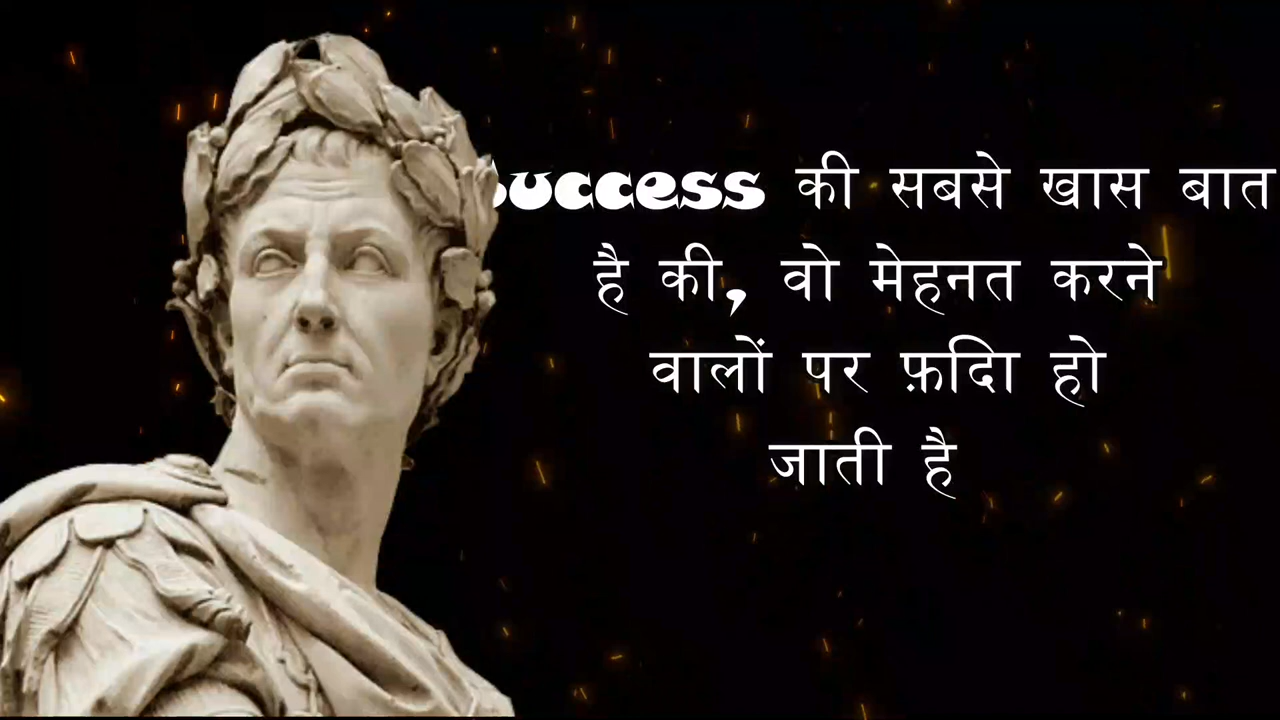 Success की सबसे खास बात
है की, वो मेहनत करने
वालों पर फ़िदा हो
जाती है